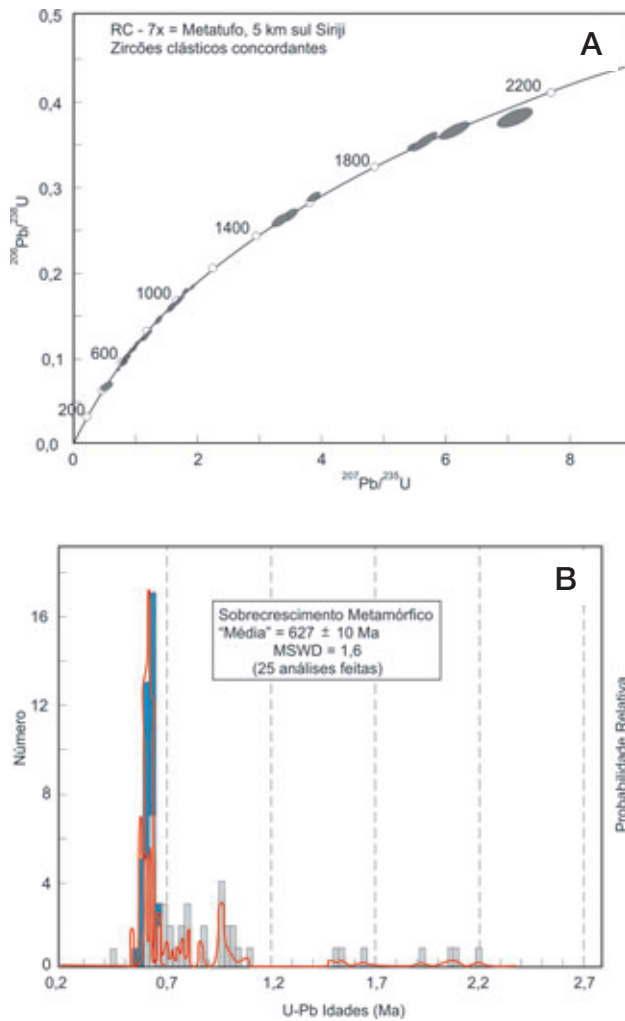 RC - 7x = Metatufo, 5 km sul Siriji
Zircões clásticos concordantes
A
0,5
0,4
0,3
0,2
0,1
0,0
²⁰⁶Pb/²³⁸U
200
600
1000
1400
1800
2200
0 2 4 6 8
²⁰⁷Pb/²³⁵U
B
Sobrecrescimento Metamórfico
“Média” = 627 ± 10 Ma
MSWD = 1,6
(25 análises feitas)
16
12
8
4
0
Número
Probabilidade Relativa
0,2 0,7 1,2 1,7 2,2 2,7
U-Pb Idades (Ma)